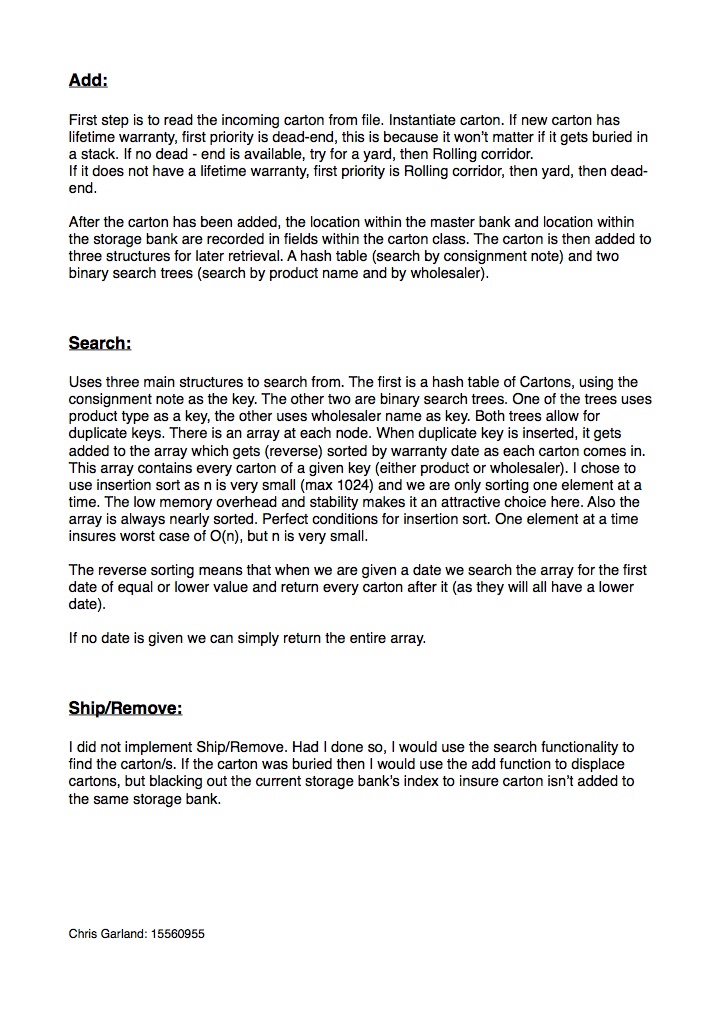 Add:
First step is to read the incoming carton from file. Instantiate carton. If new carton has
lifetime warranty, first priority is dead-end, this is because it won't matter if it gets buried in
a stack. If no dead - end is available, try for a yard, then Rolling corridor.
If it does not have a lifetime warranty, first priority is Rolling corridor, then yard, then dead-
end.
After the carton has been added, the location within the master bank and location within
the storage bank are recorded in fields within the carton class. The carton is then added to
three structures for later retrieval. A hash table (search by consignment note) and two
binary search trees (search by product name and by wholesaler).
Search:
Uses three main structures to search from. The first is a hash table of Cartons, using the
consignment note as the key. The other two are binary search trees. One of the trees uses
product type as a key, the other uses wholesaler name as key. Both trees allow for
duplicate keys. There is an array at each node. When duplicate key is inserted, it gets
added to the array which gets (reverse) sorted by warranty date as each carton comes in.
This array contains every carton of a given key (either product or wholesaler). I chose to
use insertion sort as n is very small (max 1024) and we are only sorting one element at a
time. The low memory overhead and stability makes it an attractive choice here. Also the
array is always nearly sorted. Perfect conditions for insertion sort. One element at a time
insures worst case of O(n), but n is very small.
The reverse sorting means that when we are given a date we search the array for the first
date of equal or lower value and return every carton after it (as they will all have a lower
date).
If no date is given we can simply return the entire array.
Ship/Remove:
I did not implement Ship/Remove. Had I done so, I would use the search functionality to
find the carton/s. If the carton was buried then I would use the add function to displace
cartons, but blacking out the current storage bank's index to insure carton isn't added to
the same storage bank.
Chris Garland: 15560955